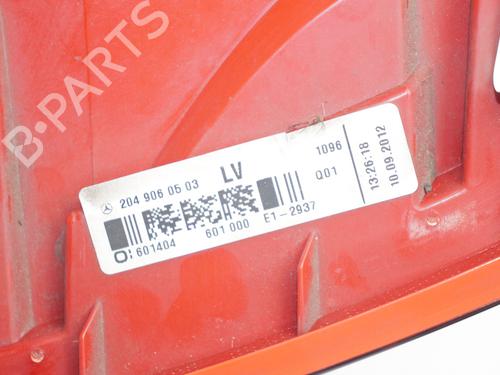 B-PARTS
204 906 05 03 LV 1096
Q01
13:26:18
10.09.2012
O: 601404 601 000 E1-2937